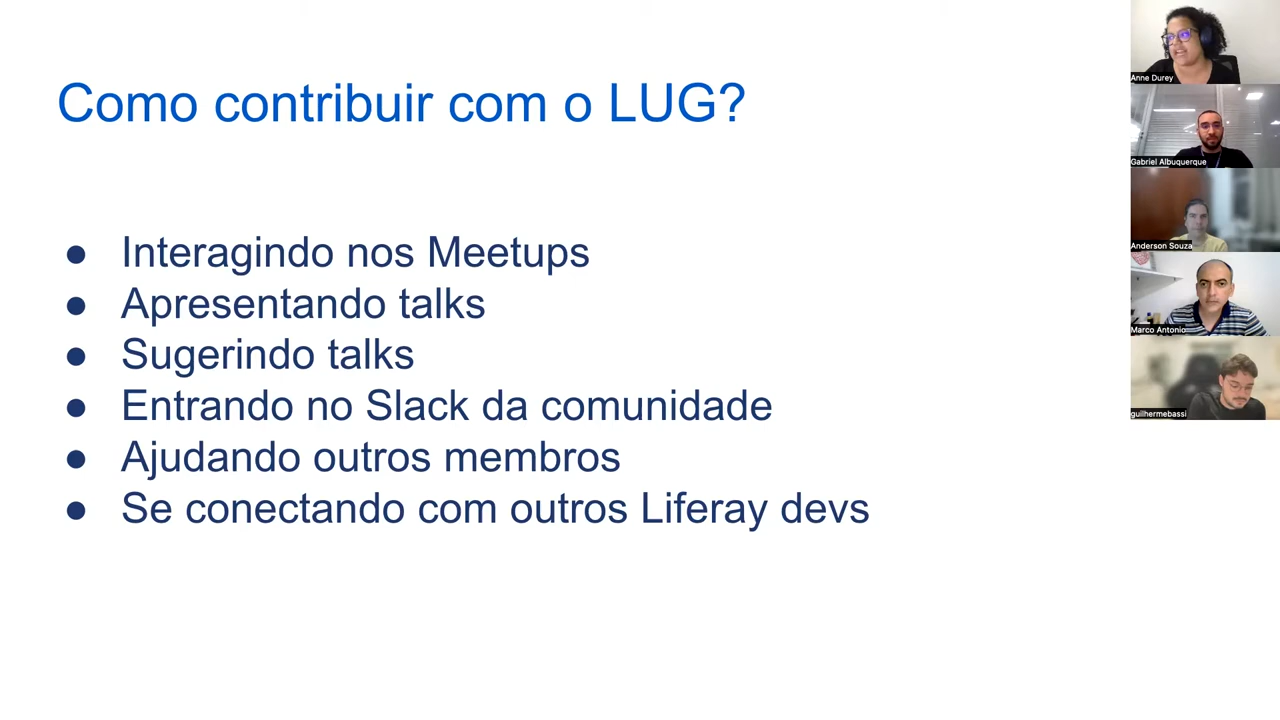 Como contribuir com o LUG?
● Interagindo nos Meetups
● Apresentando talks
● Sugerindo talks
● Entrando no Slack da comunidade
● Ajudando outros membros
● Se conectando com outros Liferay devs
Anne Durey
Gabriel Albuquerque
Anderson Souza
Marco Antonio
guilhermebassi